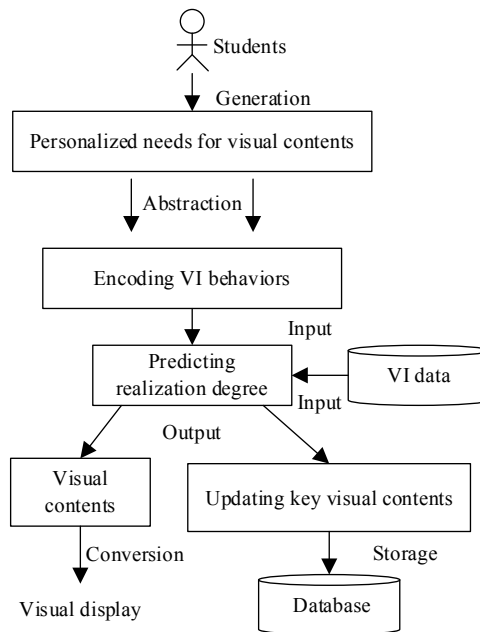 Students
Generation
Personalized needs for visual contents
Abstraction
Encoding VI behaviors
Input
Predicting
realization degree
VI data
Input
Output
Visual
contents
Updating key visual contents
Conversion
Storage
Visual display
Database